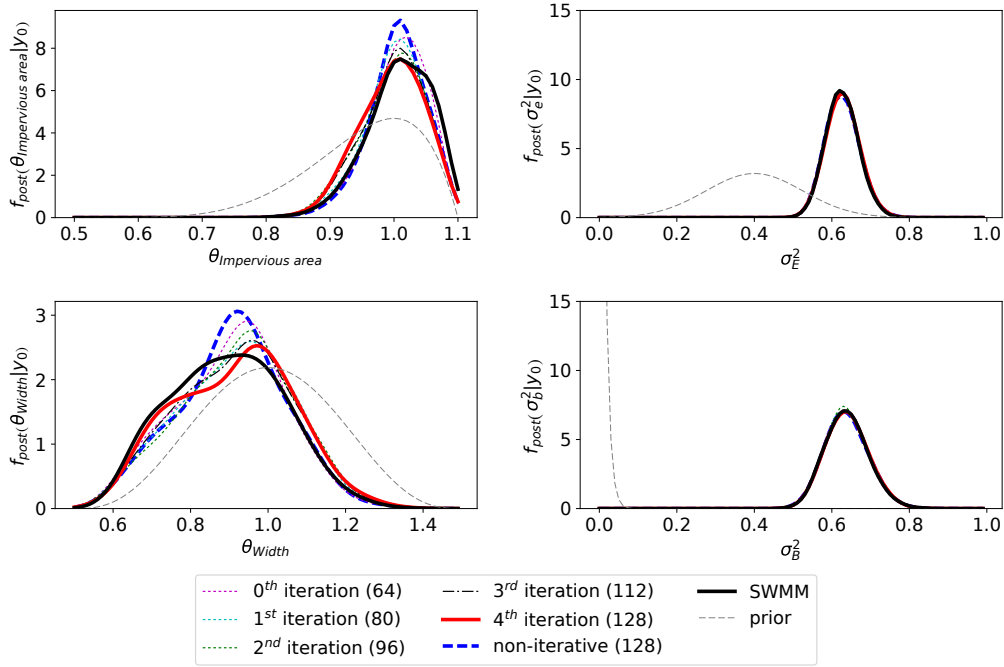 8
6
4
2
0
0.5 0.6 0.7 0.8 0.9 1.0 1.1
f_post(θ_Impervious area|y_0)
θ_Impervious area
15
10
5
0
0.0 0.2 0.4 0.6 0.8 1.0
f_post(σ_e^2|y_0)
σ_E^2
3
2
1
0
0.6 0.8 1.0 1.2 1.4
f_post(θ_Width|y_0)
θ_Width
15
10
5
0
0.0 0.2 0.4 0.6 0.8 1.0
f_post(σ_b^2|y_0)
σ_B^2
0^th iteration (64)
1^st iteration (80)
2^nd iteration (96)
3^rd iteration (112)
4^th iteration (128)
non-iterative (128)
SWMM
prior